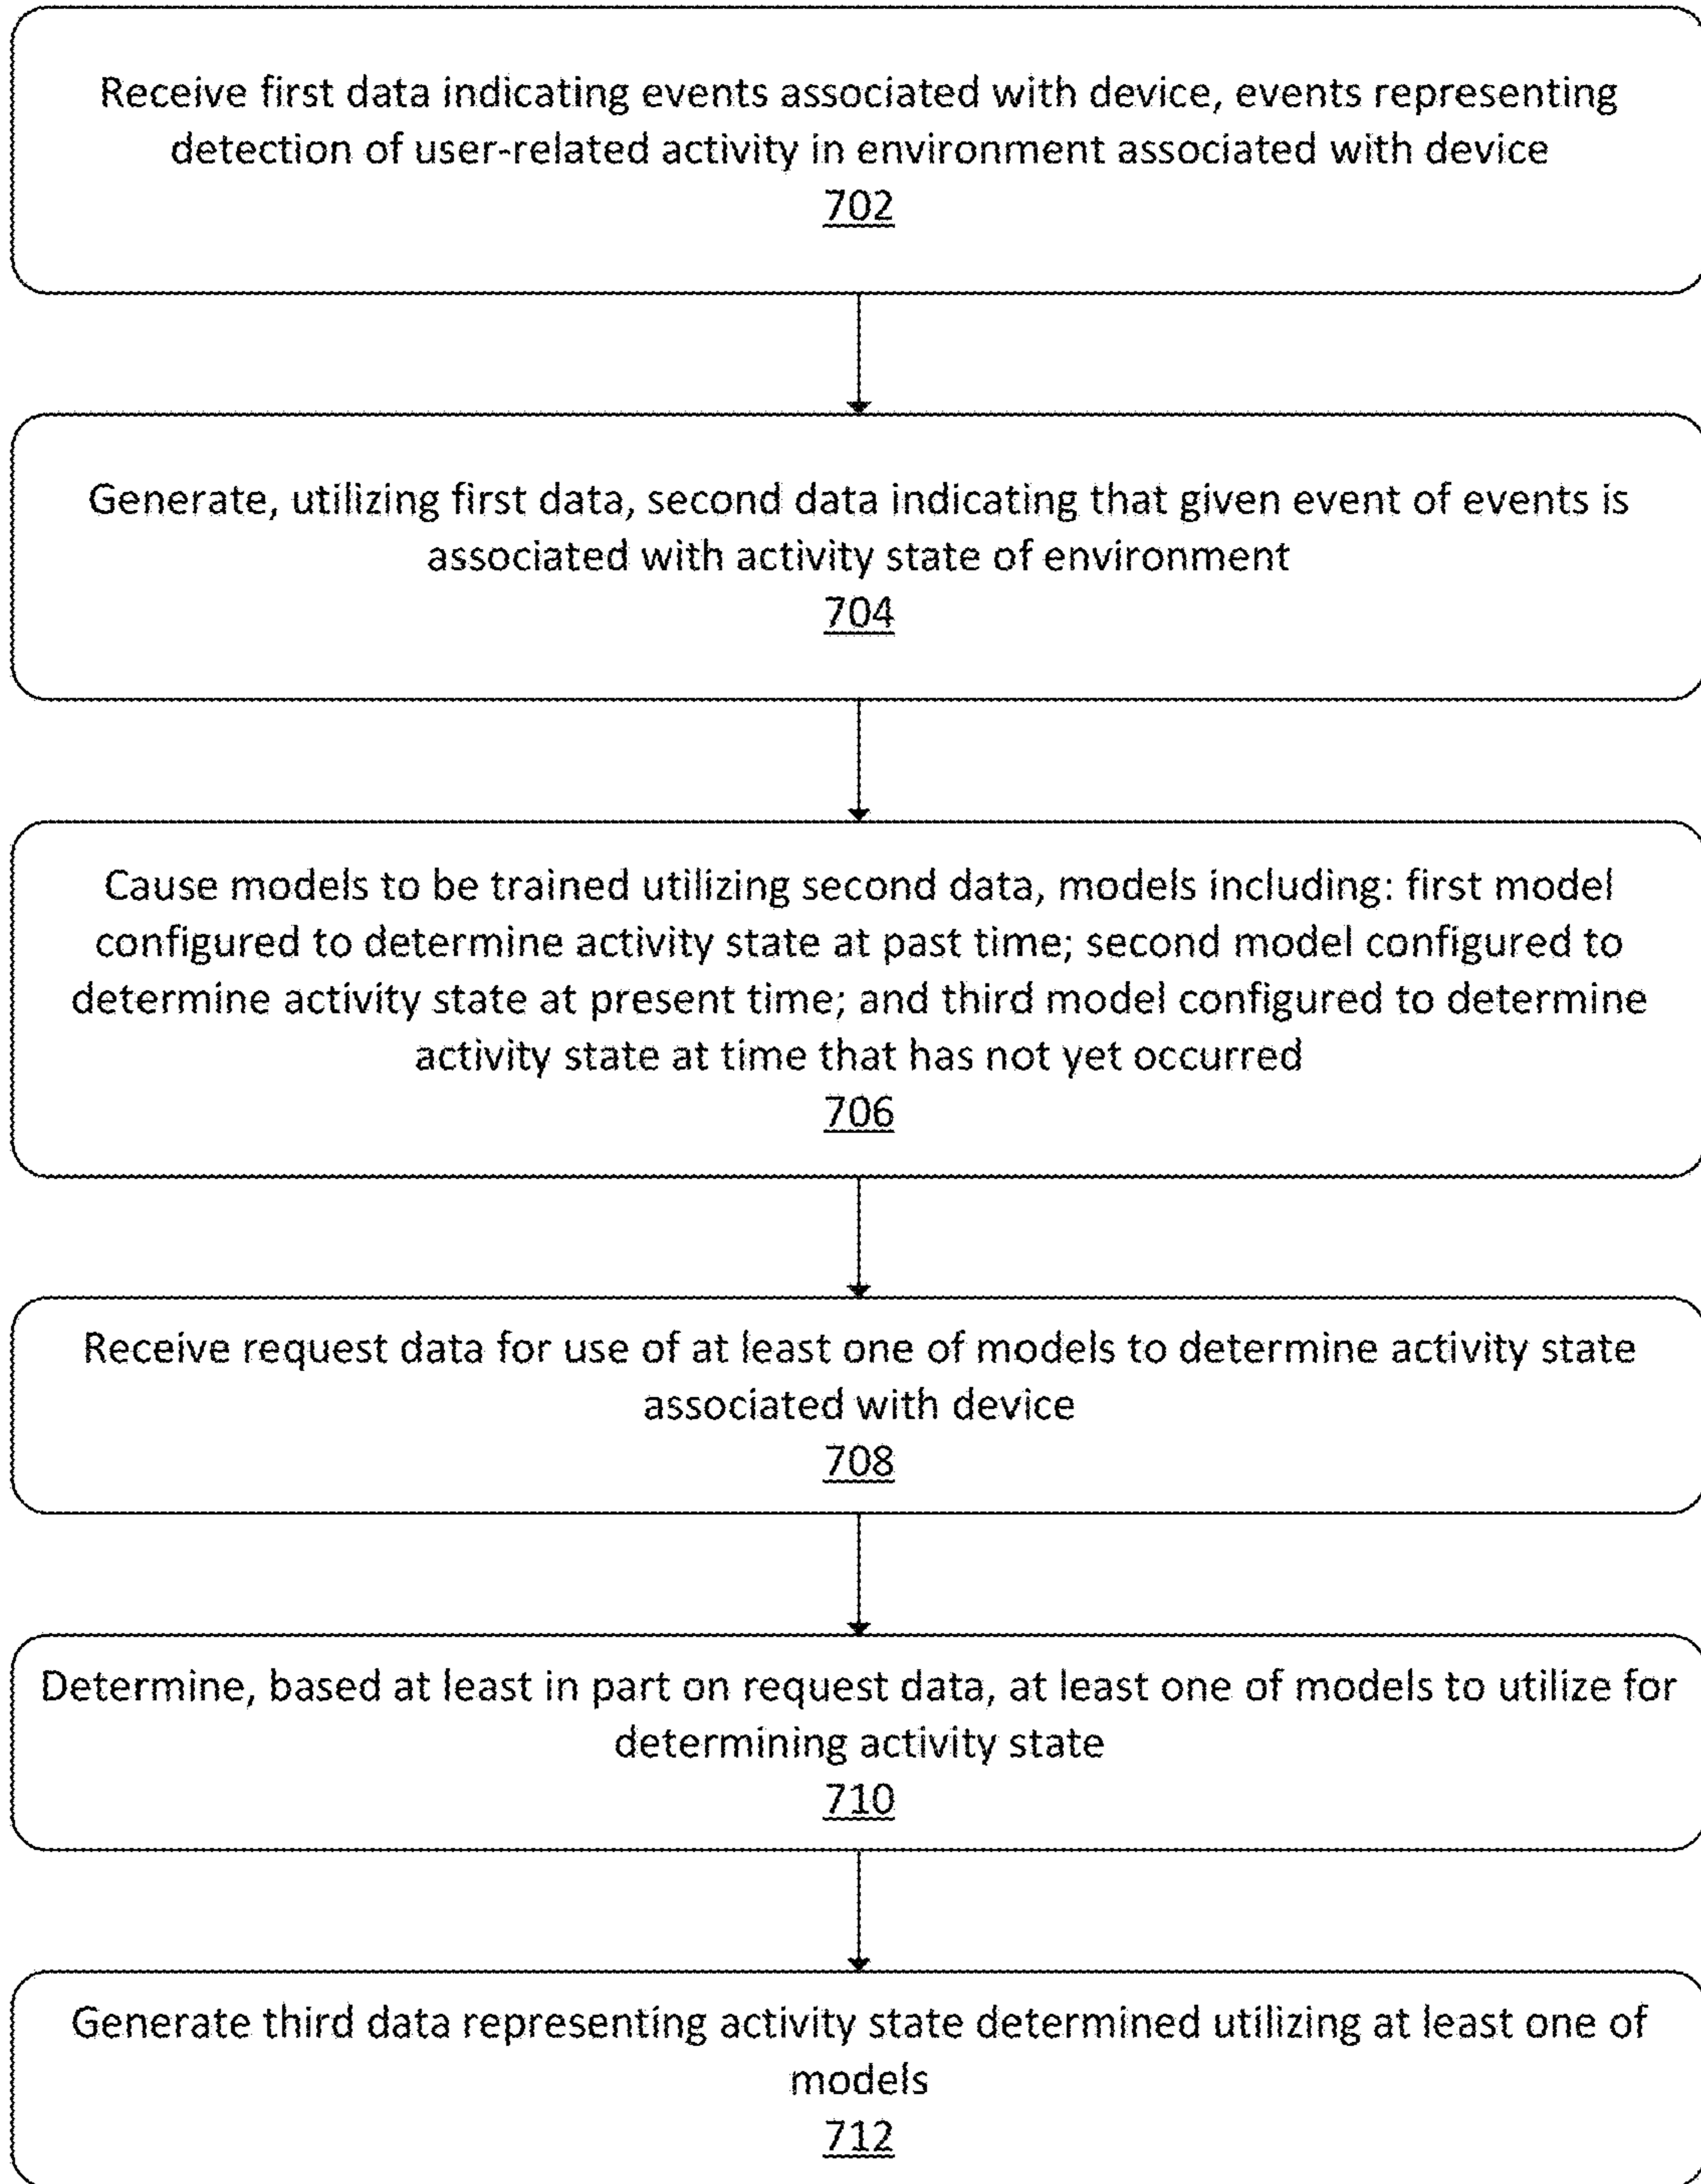 Receive first data indicating events associated with device, events representing
detection of user-related activity in environment associated with device
702
Generate, utilizing first data, second data indicating that given event of events is
associated with activity state of environment
704
Cause models to be trained utilizing second data, models including: first model
configured to determine activity state at past time; second model configured to
determine activity state at present time; and third model configured to determine
activity state at time that has not yet occurred
706
Receive request data for use of at least one of models to determine activity state
associated with device
708
Determine, based at least in part on request data, at least one of models to utilize for
determining activity state
710
Generate third data representing activity state determined utilizing at least one of
models
712